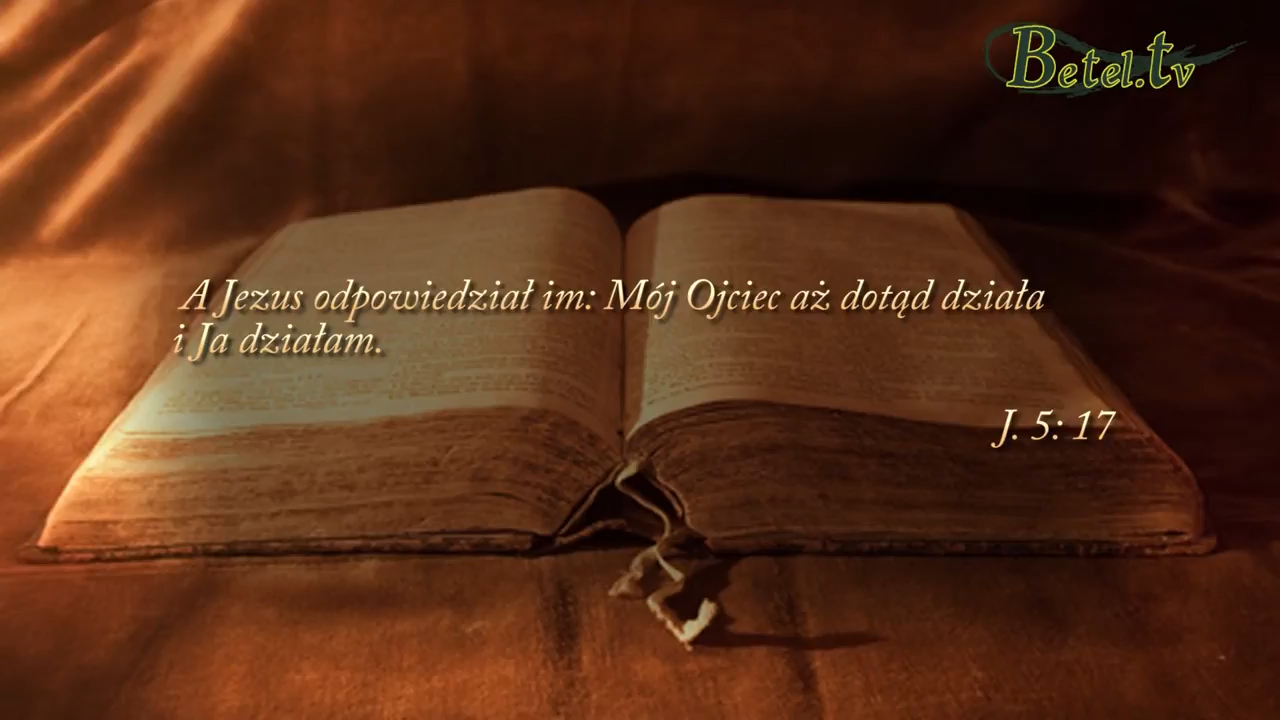 Betel.tv
A Jezus odpowiedział im: Mój Ojciec aż dotąd działa
i Ja działam.
J. 5: 17